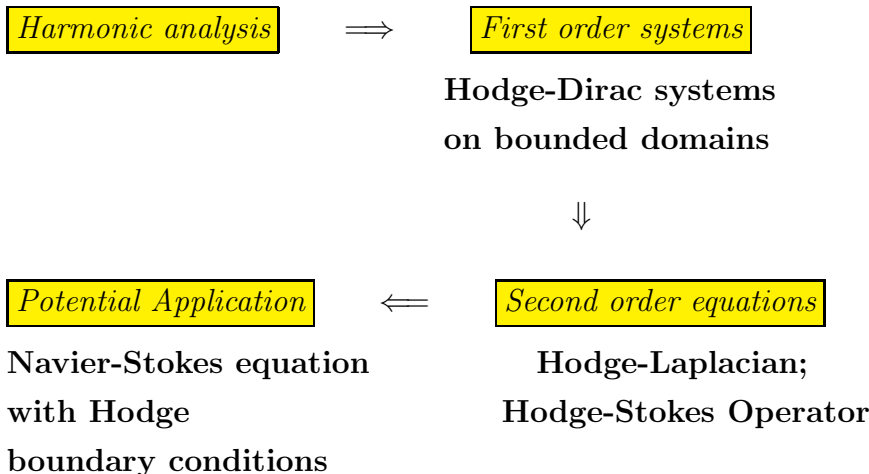 Harmonic analysis ⟹ First order systems
Hodge-Dirac systems
on bounded domains
⇓
Potential Application ⟸ Second order equations
Navier-Stokes equation Hodge-Laplacian;
with Hodge Hodge-Stokes Operator
boundary conditions